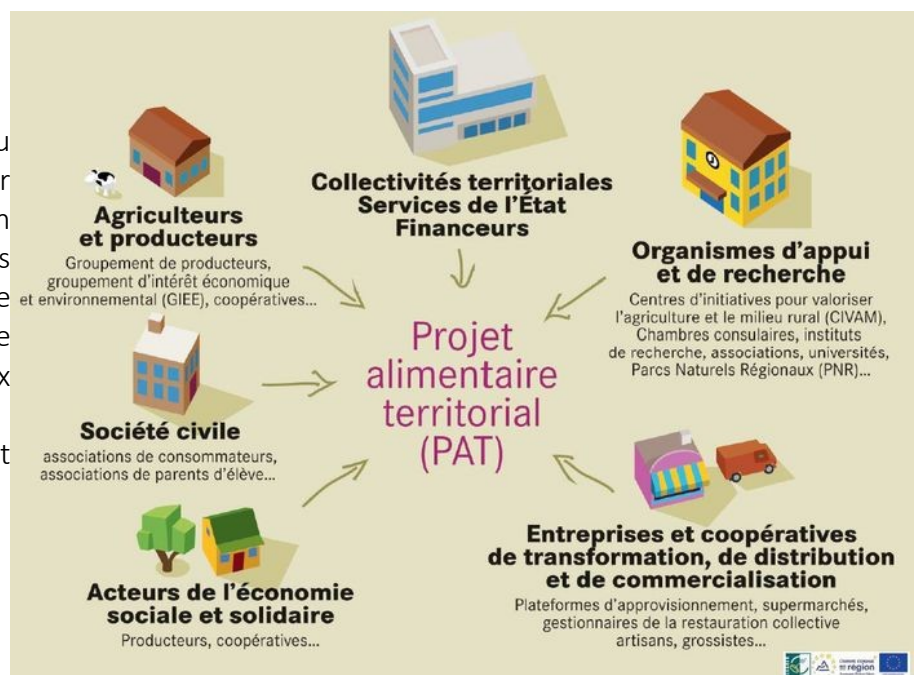 Collectivités territoriales
Services de l'État
Financeurs
Agriculteurs
et producteurs
Groupement de producteurs,
groupement d'intérêt économique
et environnemental (GIEE), coopératives...
Organismes d'appui
et de recherche
Centres d'initiatives pour valoriser
l'agriculture et le milieu rural (CIVAM),
Chambres consulaires, instituts
de recherche, associations, universités,
Parcs Naturels Régionaux (PNR)...
Projet
alimentaire
territorial
(PAT)
Société civile
associations de consommateurs,
associations de parents d'élève...
Acteurs de l'économie
sociale et solidaire
Producteurs, coopératives...
Entreprises et coopératives
de transformation, de distribution
et de commercialisation
Plateformes d'approvisionnement, supermarchés,
gestionnaires de la restauration collective
artisans, grossistes...